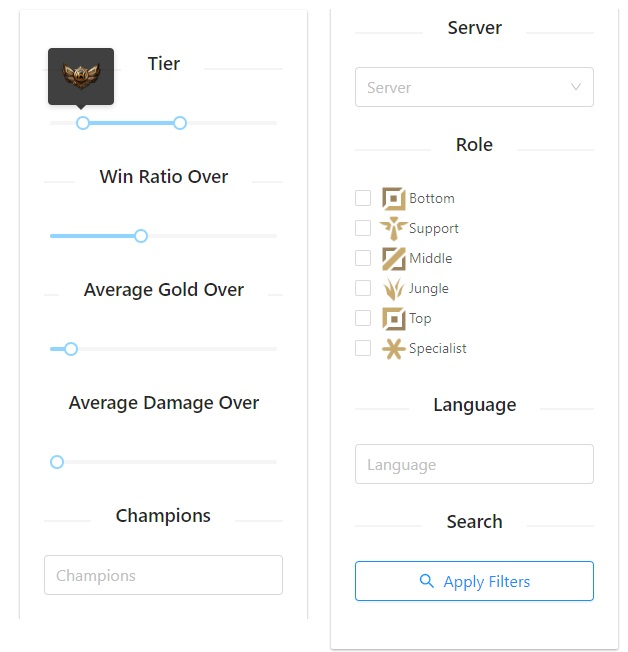 Tier
Win Ratio Over
Average Gold Over
Average Damage Over
Champions
Champions
Server
Server
Role
Bottom
Support
Middle
Jungle
Top
Specialist
Language
Language
Search
Apply Filters